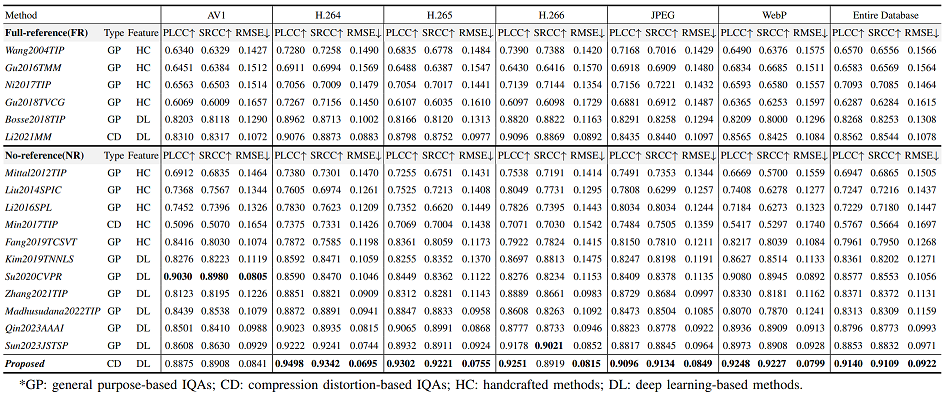 Method AV1 H.264 H.265 H.266 JPEG WebP Entire Database
Full-reference(FR) Type Feature PLCC↑ SRCC↑ RMSE↓ PLCC↑ SRCC↑ RMSE↓ PLCC↑ SRCC↑ RMSE↓ PLCC↑ SRCC↑ RMSE↓ PLCC↑ SRCC↑ RMSE↓ PLCC↑ SRCC↑ RMSE↓ PLCC↑ SRCC↑ RMSE↓
Wang2004TIP GP HC 0.6340 0.6329 0.1427 0.7280 0.7258 0.1490 0.6835 0.6778 0.1484 0.7390 0.7388 0.1420 0.7168 0.7016 0.1429 0.6490 0.6376 0.1575 0.6570 0.6556 0.1566
Gu2016TMM GP HC 0.6451 0.6384 0.1512 0.6911 0.6994 0.1569 0.6488 0.6387 0.1547 0.6430 0.6416 0.1570 0.6918 0.6909 0.1480 0.6834 0.6685 0.1511 0.6583 0.6569 0.1564
Ni2017TIP GP HC 0.6563 0.6503 0.1514 0.7056 0.7009 0.1479 0.7054 0.7017 0.1441 0.7139 0.7144 0.1354 0.7156 0.7221 0.1432 0.6593 0.6580 0.1557 0.7093 0.7085 0.1464
Gu2018TVCG GP HC 0.6069 0.6009 0.1657 0.7267 0.7156 0.1450 0.6107 0.6035 0.1610 0.6097 0.6098 0.1729 0.6881 0.6912 0.1487 0.6365 0.6253 0.1597 0.6287 0.6284 0.1615
Bosse2018TIP GP DL 0.8203 0.8118 0.1290 0.8962 0.8713 0.1002 0.8166 0.8120 0.1313 0.8820 0.8822 0.1163 0.8291 0.8258 0.1294 0.8209 0.8000 0.1296 0.8268 0.8253 0.1308
Li2021MM CD DL 0.8310 0.8317 0.1072 0.9076 0.8873 0.0883 0.8798 0.8752 0.0977 0.9096 0.8869 0.0892 0.8435 0.8440 0.1097 0.8565 0.8425 0.1084 0.8562 0.8544 0.1078
No-reference(NR) Type Feature PLCC↑ SRCC↑ RMSE↓ PLCC↑ SRCC↑ RMSE↓ PLCC↑ SRCC↑ RMSE↓ PLCC↑ SRCC↑ RMSE↓ PLCC↑ SRCC↑ RMSE↓ PLCC↑ SRCC↑ RMSE↓ PLCC↑ SRCC↑ RMSE↓
Mittal2012TIP GP HC 0.6912 0.6835 0.1464 0.7380 0.7301 0.1470 0.7255 0.6751 0.1431 0.7538 0.7191 0.1414 0.7491 0.7353 0.1344 0.6669 0.5700 0.1559 0.6947 0.6865 0.1505
Liu2014SPIC GP HC 0.7368 0.7567 0.1344 0.7605 0.6974 0.1261 0.7525 0.7213 0.1408 0.8049 0.7731 0.1295 0.7808 0.6299 0.1257 0.7408 0.6278 0.1127 0.7247 0.7216 0.1437
Li2016SPL GP HC 0.7452 0.7396 0.1326 0.7830 0.7623 0.1209 0.7352 0.6620 0.1449 0.7826 0.7395 0.1365 0.8034 0.8034 0.1244 0.7184 0.6271 0.1462 0.7229 0.7180 0.1447
Min2017TIP CD HC 0.5096 0.5070 0.1654 0.7375 0.7331 0.1426 0.7069 0.7004 0.1438 0.7071 0.7030 0.1542 0.7484 0.7354 0.1389 0.5417 0.5297 0.1740 0.5767 0.5697 0.1697
Fang2019TCSVT GP HC 0.8416 0.8030 0.1074 0.7872 0.7585 0.1198 0.8361 0.8059 0.1173 0.7922 0.7824 0.1415 0.8150 0.7810 0.1211 0.8217 0.8039 0.1084 0.7961 0.7950 0.1268
Kim2019TNNLS GP DL 0.8276 0.8223 0.1119 0.8592 0.8471 0.1059 0.8255 0.8352 0.1370 0.8697 0.8813 0.1475 0.8247 0.8198 0.1191 0.8627 0.8514 0.1133 0.8361 0.8202 0.1271
Su2020CVPR GP DL 0.9030 0.8980 0.0805 0.8590 0.8470 0.1046 0.8449 0.8362 0.1122 0.8276 0.8234 0.1153 0.8409 0.8378 0.1135 0.9080 0.8945 0.0892 0.8577 0.8553 0.1056
Zhang2021TIP GP DL 0.8123 0.8195 0.1226 0.8851 0.8821 0.0909 0.8312 0.8281 0.1143 0.8889 0.8661 0.0983 0.8729 0.8684 0.0997 0.8330 0.8194 0.1233 0.8371 0.8372 0.1131
Madhusudana2022TIP GP DL 0.8439 0.8538 0.1079 0.8872 0.8891 0.0941 0.8847 0.8833 0.0958 0.8608 0.8263 0.1092 0.8473 0.8504 0.1085 0.8070 0.7870 0.1241 0.8313 0.8309 0.1159
Qin2023AAAI GP DL 0.8501 0.8410 0.0988 0.9023 0.8935 0.0815 0.9065 0.8991 0.0868 0.8777 0.8733 0.0946 0.8823 0.8778 0.0922 0.8936 0.8909 0.0913 0.8776 0.8773 0.0993
Sun2023JSTSP GP DL 0.8608 0.8630 0.0929 0.9222 0.9241 0.0744 0.8932 0.8911 0.0924 0.9178 0.9021 0.0852 0.8817 0.8845 0.0964 0.8973 0.8908 0.0928 0.8853 0.8832 0.0971
Proposed CD DL 0.8875 0.8908 0.0841 0.9498 0.9342 0.0695 0.9302 0.9221 0.0755 0.9251 0.8919 0.0815 0.9096 0.9134 0.0849 0.9248 0.9227 0.0799 0.9140 0.9109 0.0922
*GP: general purpose-based IQAs; CD: compression distortion-based IQAs; HC: handcrafted methods; DL: deep learning-based methods.